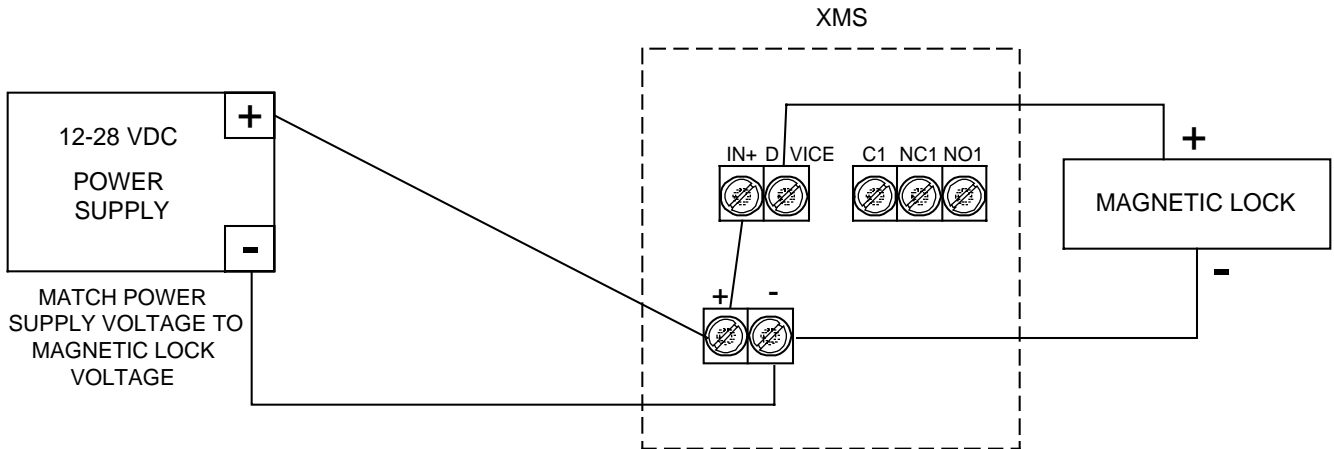 XMS
12-28 VDC
POWER
SUPPLY
+
-
MATCH POWER
SUPPLY VOLTAGE TO
MAGNETIC LOCK
VOLTAGE
IN+ D VICE C1 NC1 NO1
+ -
+
MAGNETIC LOCK
-